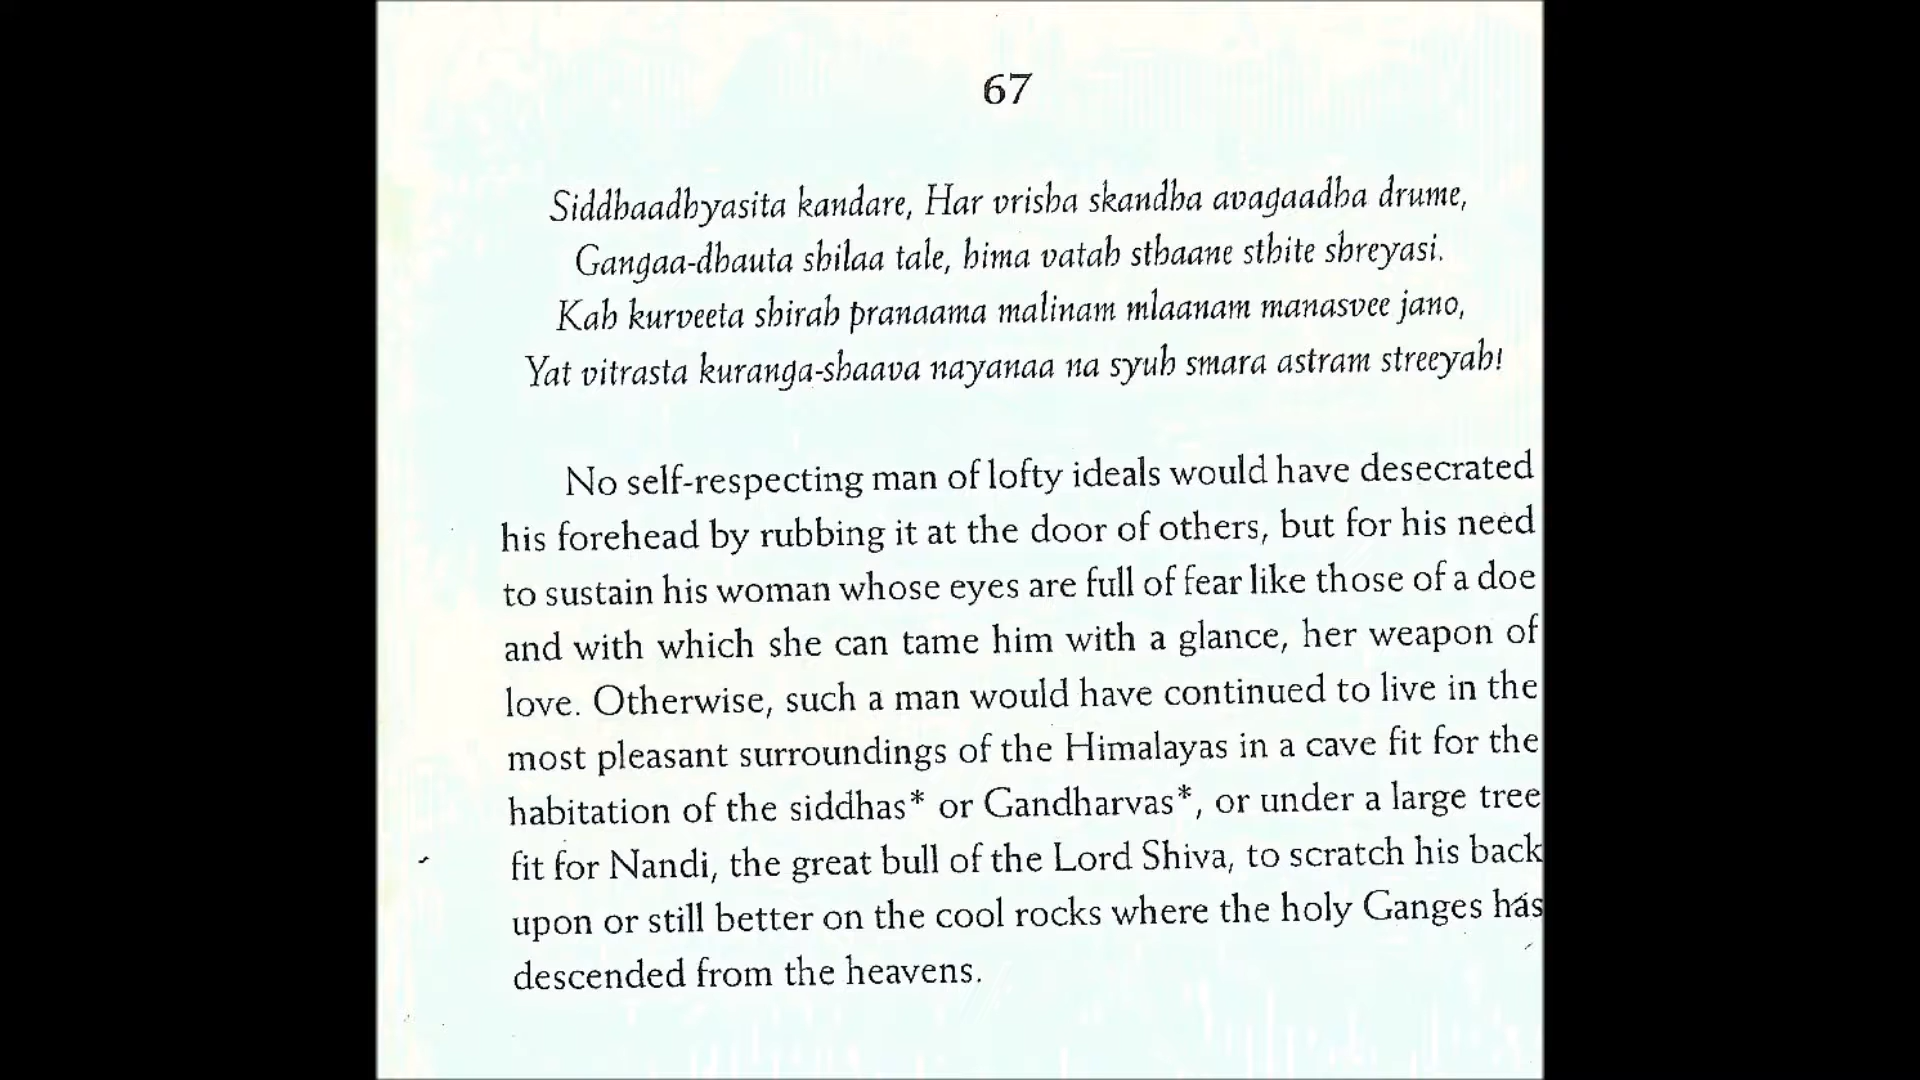 67
Siddhaadhyasita kandare, Har vrisha skandha avagaadha drume,
Gangaa-dhauta shilaa tale, hima vatah sthaane sthite shreyasi.
Kah kurveeta shirah pranaama malinam mlaanam manasvee jano,
Yat vitrasta kuranga-shaava nayanaa na syuh smara astram streeyah!
No self-respecting man of lofty ideals would have desecrated
his forehead by rubbing it at the door of others, but for his need
to sustain his woman whose eyes are full of fear like those of a doe
and with which she can tame him with a glance, her weapon of
love. Otherwise, such a man would have continued to live in the
most pleasant surroundings of the Himalayas in a cave fit for the
habitation of the siddhas* or Gandharvas*, or under a large tree
fit for Nandi, the great bull of the Lord Shiva, to scratch his back
upon or still better on the cool rocks where the holy Ganges has
descended from the heavens.